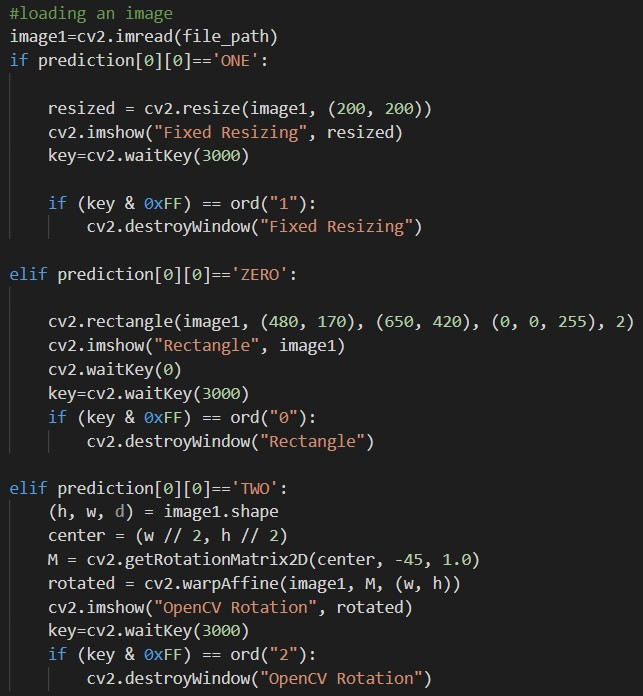 #loading an image
image1=cv2.imread(file_path)
if prediction[0][0]=='ONE':
resized = cv2.resize(image1, (200, 200))
cv2.imshow("Fixed Resizing", resized)
key=cv2.waitKey(3000)
if (key & 0xFF) == ord("1"):
cv2.destroyWindow("Fixed Resizing")
elif prediction[0][0]=='ZERO':
cv2.rectangle(image1, (480, 170), (650, 420), (0, 0, 255), 2)
cv2.imshow("Rectangle", image1)
cv2.waitKey(0)
key=cv2.waitKey(3000)
if (key & 0xFF) == ord("0"):
cv2.destroyWindow("Rectangle")
elif prediction[0][0]=='TWO':
(h, w, d) = image1.shape
center = (w // 2, h // 2)
M = cv2.getRotationMatrix2D(center, -45, 1.0)
rotated = cv2.warpAffine(image1, M, (w, h))
cv2.imshow("OpenCV Rotation", rotated)
key=cv2.waitKey(3000)
if (key & 0xFF) == ord("2"):
cv2.destroyWindow("OpenCV Rotation")